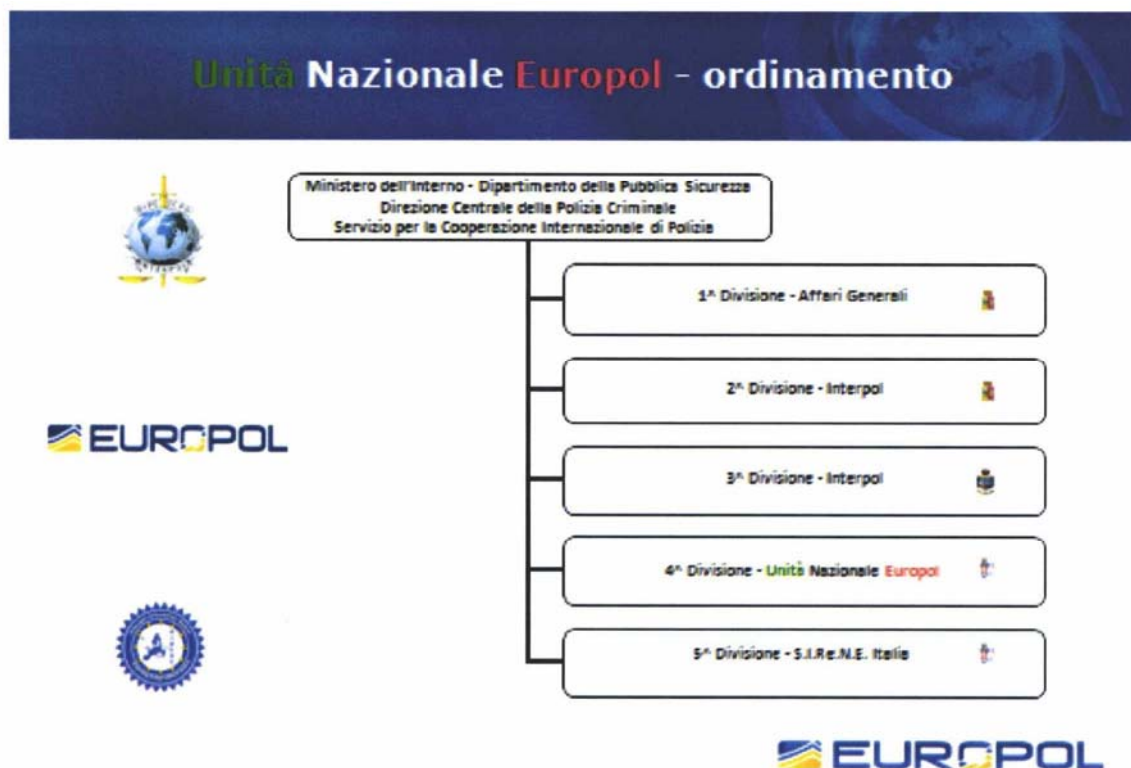 Unità Nazionale Europol - ordinamento
Ministero dell'Interno - Dipartimento della Pubblica Sicurezza
Direzione Centrale della Polizia Criminale
Servizio per la Cooperazione Internazionale di Polizia
1^ Divisione - Affari Generali
2^ Divisione - Interpol
EUROPOL
3^ Divisione - Interpol
4^ Divisione - Unità Nazionale Europol
5^ Divisione - S.I.Re.N.E. Italia
EUROPOL